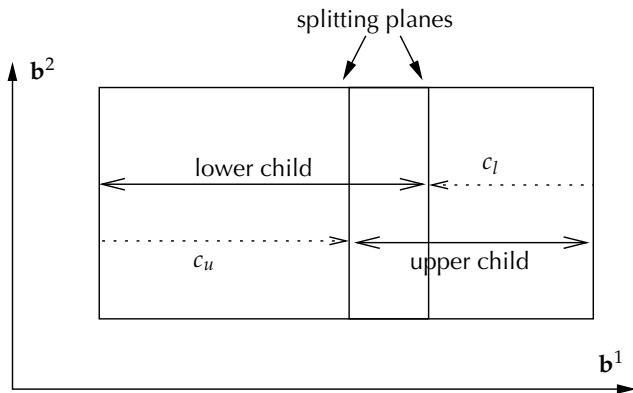 splitting planes
b²
lower child
c_l
c_u
upper child
b¹